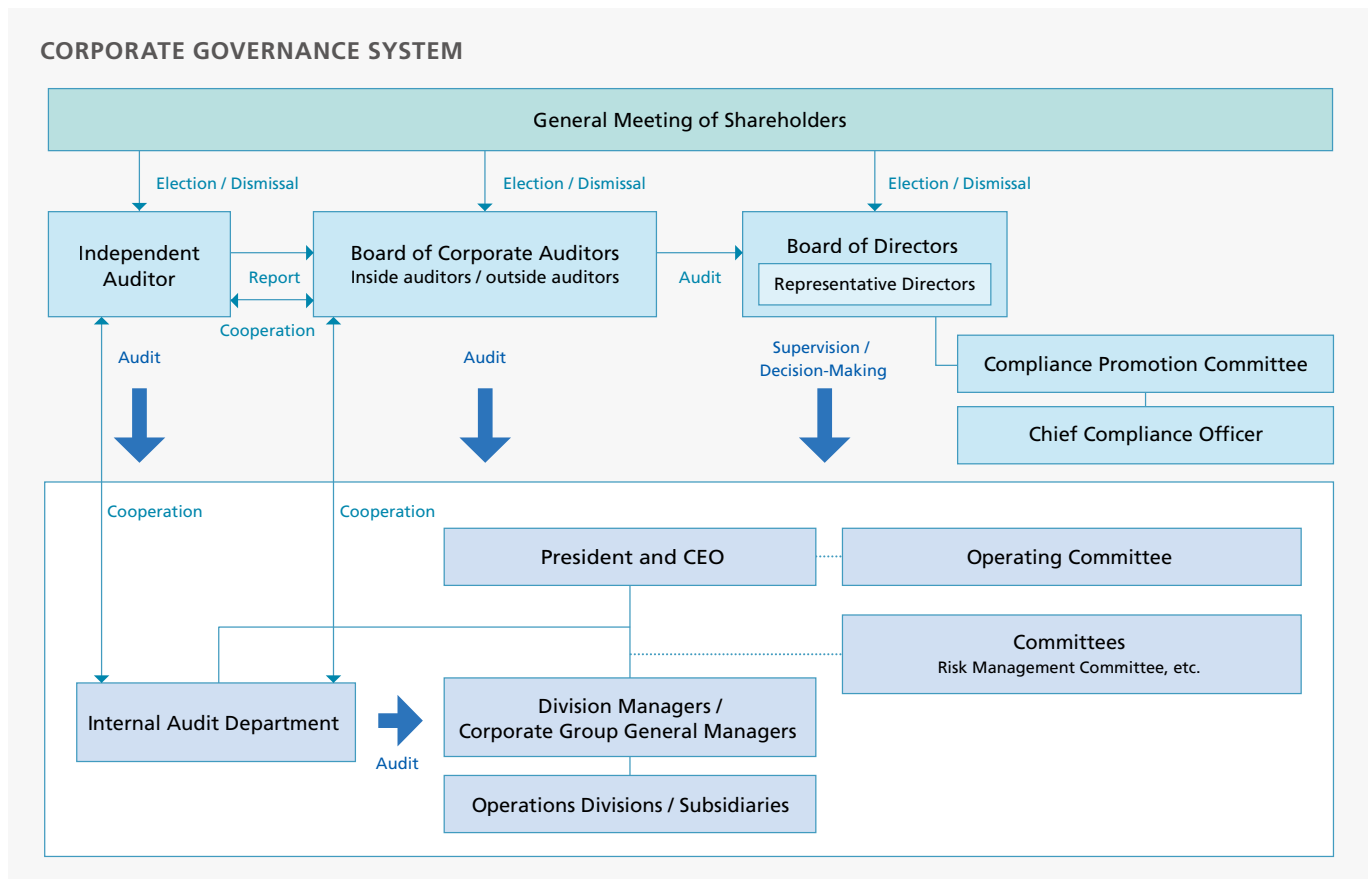 CORPORATE GOVERNANCE SYSTEM
General Meeting of Shareholders
Election / Dismissal
Election / Dismissal
Election / Dismissal
Independent
Auditor
Report
Cooperation
Board of Corporate Auditors
Inside auditors / outside auditors
Audit
Board of Directors
Representative Directors
Audit
Audit
Supervision /
Decision-Making
Compliance Promotion Committee
Chief Compliance Officer
Cooperation
Cooperation
President and CEO
Operating Committee
Committees
Risk Management Committee, etc.
Internal Audit Department
Audit
Division Managers /
Corporate Group General Managers
Operations Divisions / Subsidiaries